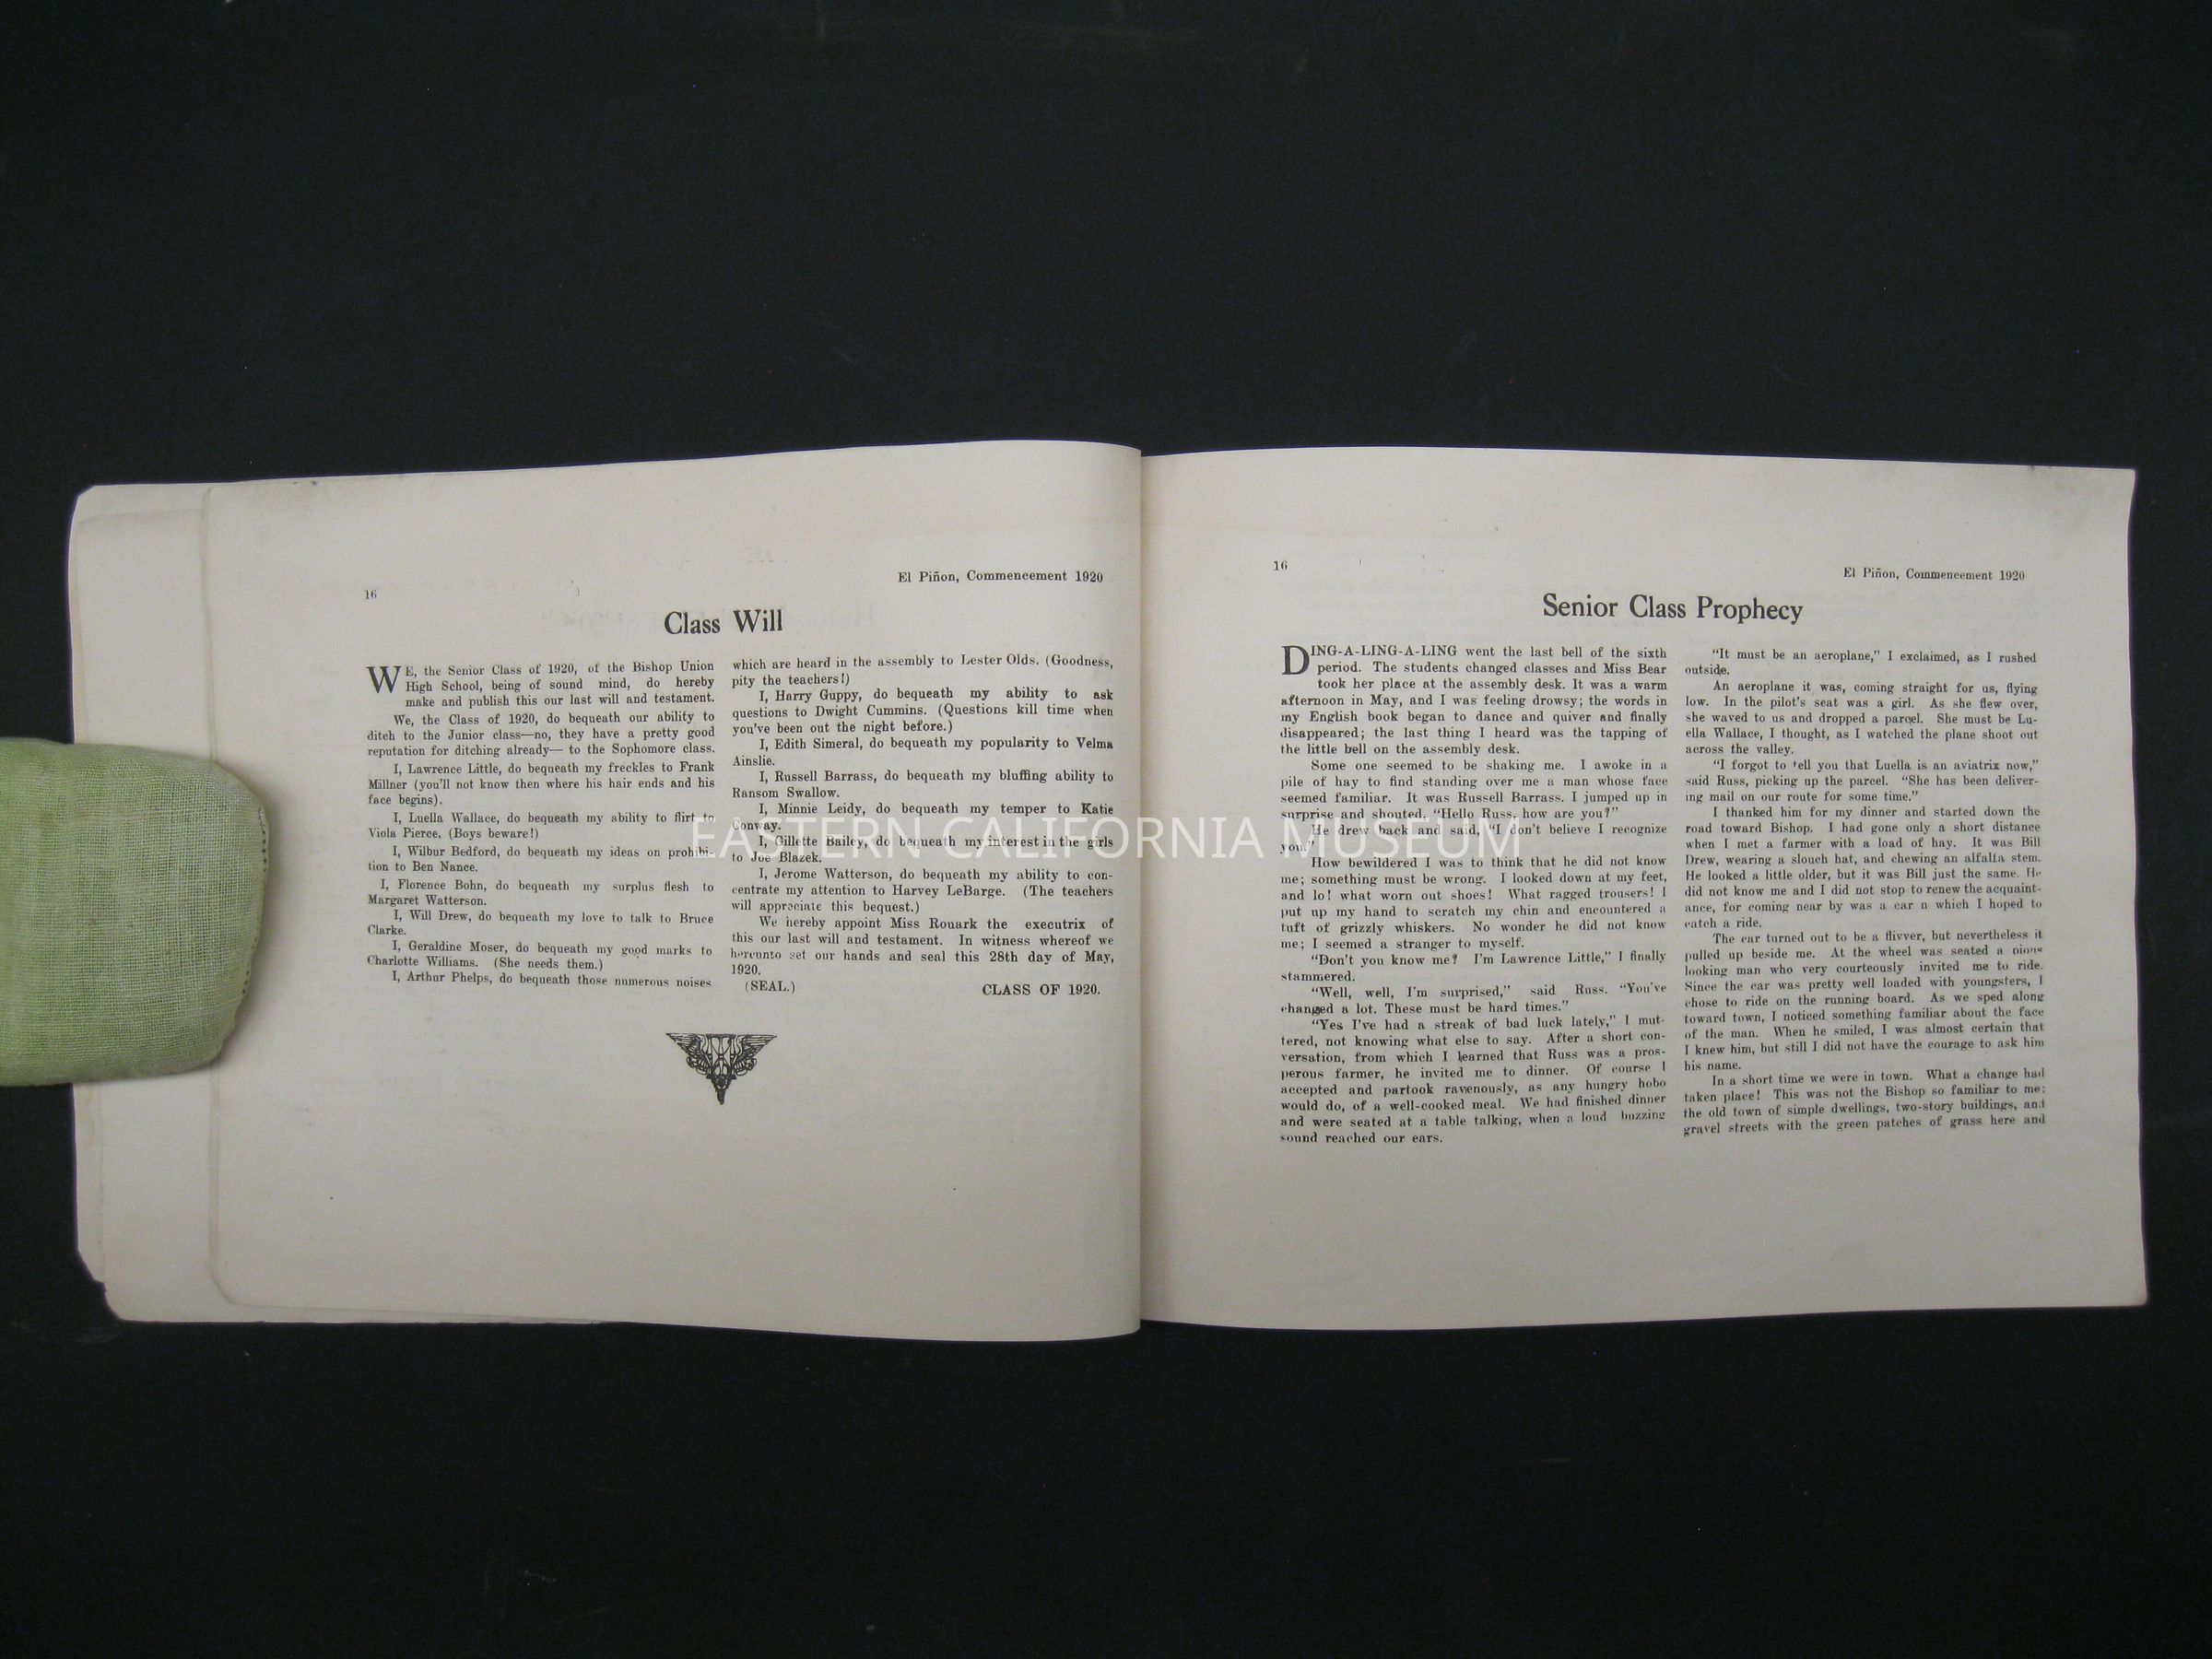 16
El Piñon, Commencement 1920
Class Will
WE, the Senior Class of 1920, of the Bishop Union
High School, being of sound mind, do hereby
make and publish this our last will and testament.
We, the Class of 1920, do bequeath our ability to
ditch to the Junior class—no, they have a pretty good
reputation for ditching already— to the Sophomore class.
I, Lawrence Little, do bequeath my freckles to Frank
Millner (you'll not know then where his hair ends and his
face begins).
I, Luella Wallace, do bequeath my ability to flirt to
Viola Pierce. (Boys beware!)
I, Wilbur Bedford, do bequeath my ideas on prohibi-
tion to Ben Nance.
I, Florence Bohn, do bequeath my surplus flesh to
Margaret Watterson.
I, Will Drew, do bequeath my love to talk to Bruce
Clarke.
I, Geraldine Moser, do bequeath my good marks to
Charlotte Williams. (She needs them.)
I, Arthur Phelps, do bequeath those numerous noises
which are heard in the assembly to Lester Olds. (Goodness,
pity the teachers!)
I, Harry Guppy, do bequeath my ability to ask
questions to Dwight Cummins. (Questions kill time when
you've been out the night before.)
I, Edith Simeral, do bequeath my popularity to Velma
Ainslie.
I, Russell Barrass, do bequeath my bluffing ability to
Ransom Swallow.
I, Minnie Leidy, do bequeath my temper to Katie
Conway.
I, Gillette Bailey, do bequeath my interest in the girls
to Joe Blazek.
I, Jerome Watterson, do bequeath my ability to con-
centrate my attention to Harvey LeBarge. (The teachers
will appreciate this bequest.)
We hereby appoint Miss Rouark the executrix of
this our last will and testament. In witness whereof we
hereunto set our hands and seal this 28th day of May,
1920.
(SEAL.) CLASS OF 1920.
16
El Piñon, Commencement 1920
Senior Class Prophecy
DING-A-LING-A-LING went the last bell of the sixth
period. The students changed classes and Miss Bear
took her place at the assembly desk. It was a warm
afternoon in May, and I was feeling drowsy; the words in
my English book began to dance and quiver and finally
disappeared; the last thing I heard was the tapping of
the little bell on the assembly desk.
Some one seemed to be shaking me. I awoke in a
pile of hay to find standing over me a man whose face
seemed familiar. It was Russell Barrass. I jumped up in
surprise and shouted, "Hello Russ, how are you?"
He drew back and said, "I don't believe I recognize
you."
How bewildered I was to think that he did not know
me; something must be wrong. I looked down at my feet,
and lo! what worn out shoes! What ragged trousers! I
put up my hand to scratch my chin and encountered a
tuft of grizzly whiskers. No wonder he did not know
me; I seemed a stranger to myself.
"Don't you know me? I'm Lawrence Little," I finally
stammered.
"Well, well, I'm surprised," said Russ. "You've
changed a lot. These must be hard times."
"Yes I've had a streak of bad luck lately," I mut-
tered, not knowing what else to say. After a short con-
versation, from which I learned that Russ was a pros-
perous farmer, he invited me to dinner. Of course I
accepted and partook ravenously, as any hungry hobo
would do, of a well-cooked meal. We had finished dinner
and were seated at a table talking, when a loud buzzing
sound reached our ears.
"It must be an aeroplane," I exclaimed, as I rushed
outside.
An aeroplane it was, coming straight for us, flying
low. In the pilot's seat was a girl. As she flew over,
she waved to us and dropped a parcel. She must be Lu-
ella Wallace, I thought, as I watched the plane shoot out
across the valley.
"I forgot to tell you that Luella is an aviatrix now,"
said Russ, picking up the parcel. "She has been deliver-
ing mail on our route for some time."
I thanked him for my dinner and started down the
road toward Bishop. I had gone only a short distance
when I met a farmer with a load of hay. It was Bill
Drew, wearing a slouch hat, and chewing an alfalfa stem.
He looked a little older, but it was Bill just the same. He
did not know me and I did not stop to renew the acquaint-
ance, for coming near by was a car n which I hoped to
catch a ride.
The car turned out to be a flivver, but nevertheless it
pulled up beside me. At the wheel was seated a pious
looking man who very courteously invited me to ride.
Since the car was pretty well loaded with youngsters, I
chose to ride on the running board. As we sped along
toward town, I noticed something familiar about the face
of the man. When he smiled, I was almost certain that
I knew him, but still I did not have the courage to ask him
his name.
In a short time we were in town. What a change had
taken place! This was not the Bishop so familiar to me;
the old town of simple dwellings, two-story buildings, and
gravel streets with the green patches of grass here and
EASTERN CALIFORNIA MUSEUM